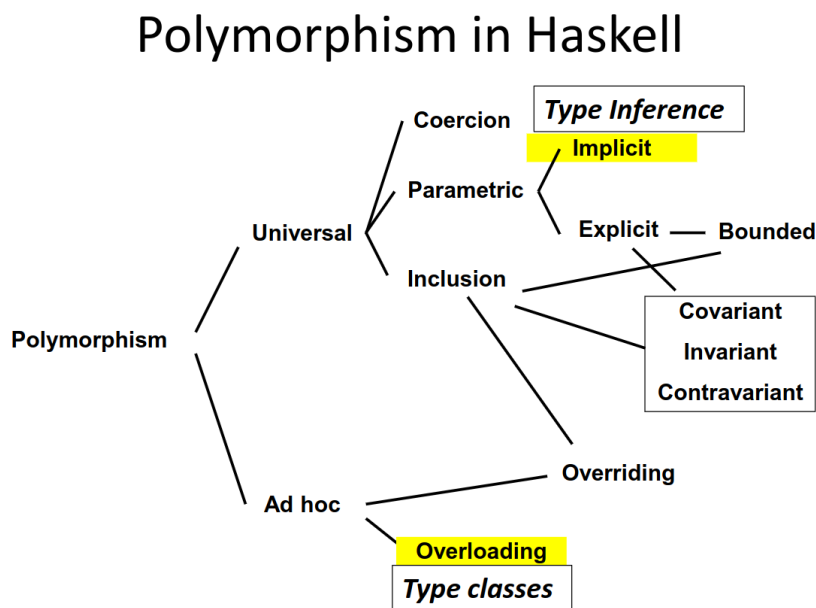 Polymorphism in Haskell
Type Inference
Coercion
Implicit
Parametric
Universal
Explicit
Bounded
Inclusion
Covariant
Polymorphism
Invariant
Contravariant
Overriding
Ad hoc
Overloading
Type classes